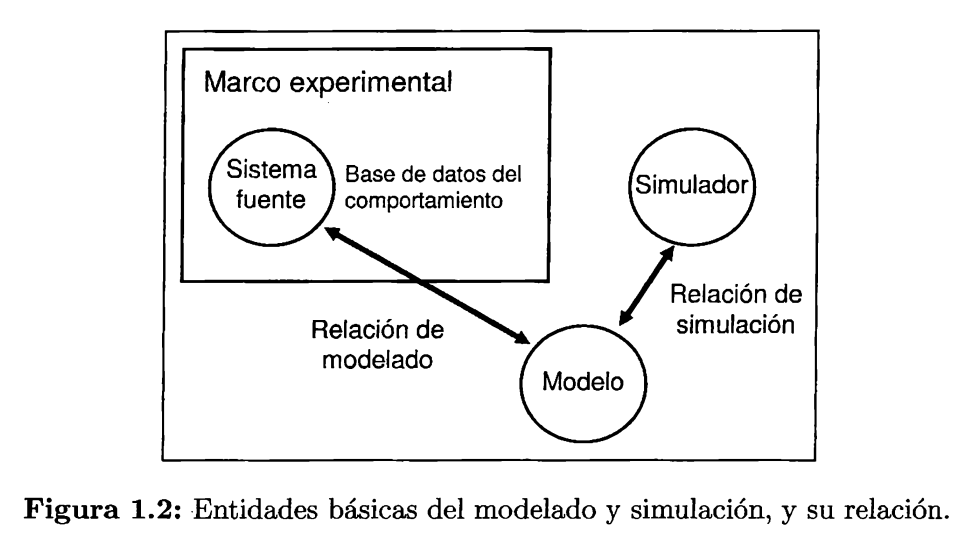 Marco experimental
Sistema
fuente
Base de datos del
comportamiento
Simulador
Relación de
simulación
Relación de
modelado
Modelo
Figura 1.2: Entidades básicas del modelado y simulación, y su relación.